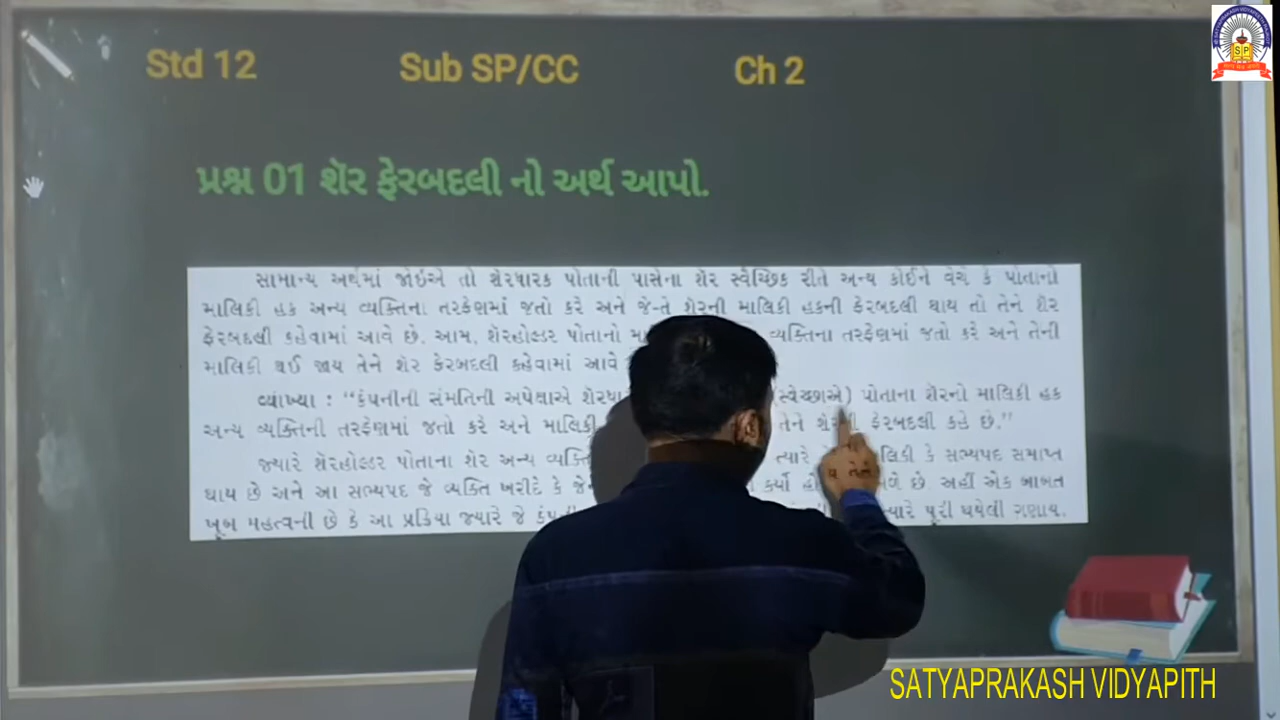 Std 12 Sub SP/CC Ch 2
પ્રશ્ન 01 શૅર ફેરબદલી નો અર્થ આપો.
સામાન્ય અર્થમાં જોઈએ તો શેરધારક પોતાની પાસેના શેર સ્વૈચ્છિક રીતે અન્ય કોઈને વેચે કે પોતાનો
માલિકી હક અન્ય વ્યક્તિના તરફેણમાં જતો કરે અને જે-તે શેરની માલિકી હકની ફેરબદલી થાય તો તેને શૅર
ફેરબદલી કહેવામાં આવે છે. આમ, શૅરહોલ્ડર પોતાનો વ્યક્તિના તરફેણમાં જતો કરે અને તેની
માલિકી થઈ જાય તેને શૅર ફેરબદલી કહેવામાં આવે
વ્યાખ્યા : “કંપનીની સંમતિની અપેક્ષાએ (સ્વેચ્છાએ) પોતાના શૅરનો માલિકી હક
અન્ય વ્યક્તિની તરફેણમાં જતો કરે અને તેને ફેરબદલી કહે છે.”
જ્યારે શૅરહોલ્ડર પોતાના શેર અન્ય ત્યારે કે સભ્યપદ સમાપ્ત
થાય છે અને આ સભ્યપદ જે વ્યક્તિ ખરીદે કે કર્યાં છે અહીં એક બાબત
ખૂબ મહત્વની છે કે આ પ્રક્રિયા જ્યારે જે પૂરી થયેલી ગણાય.
SATYAPRAKASH VIDYAPITH